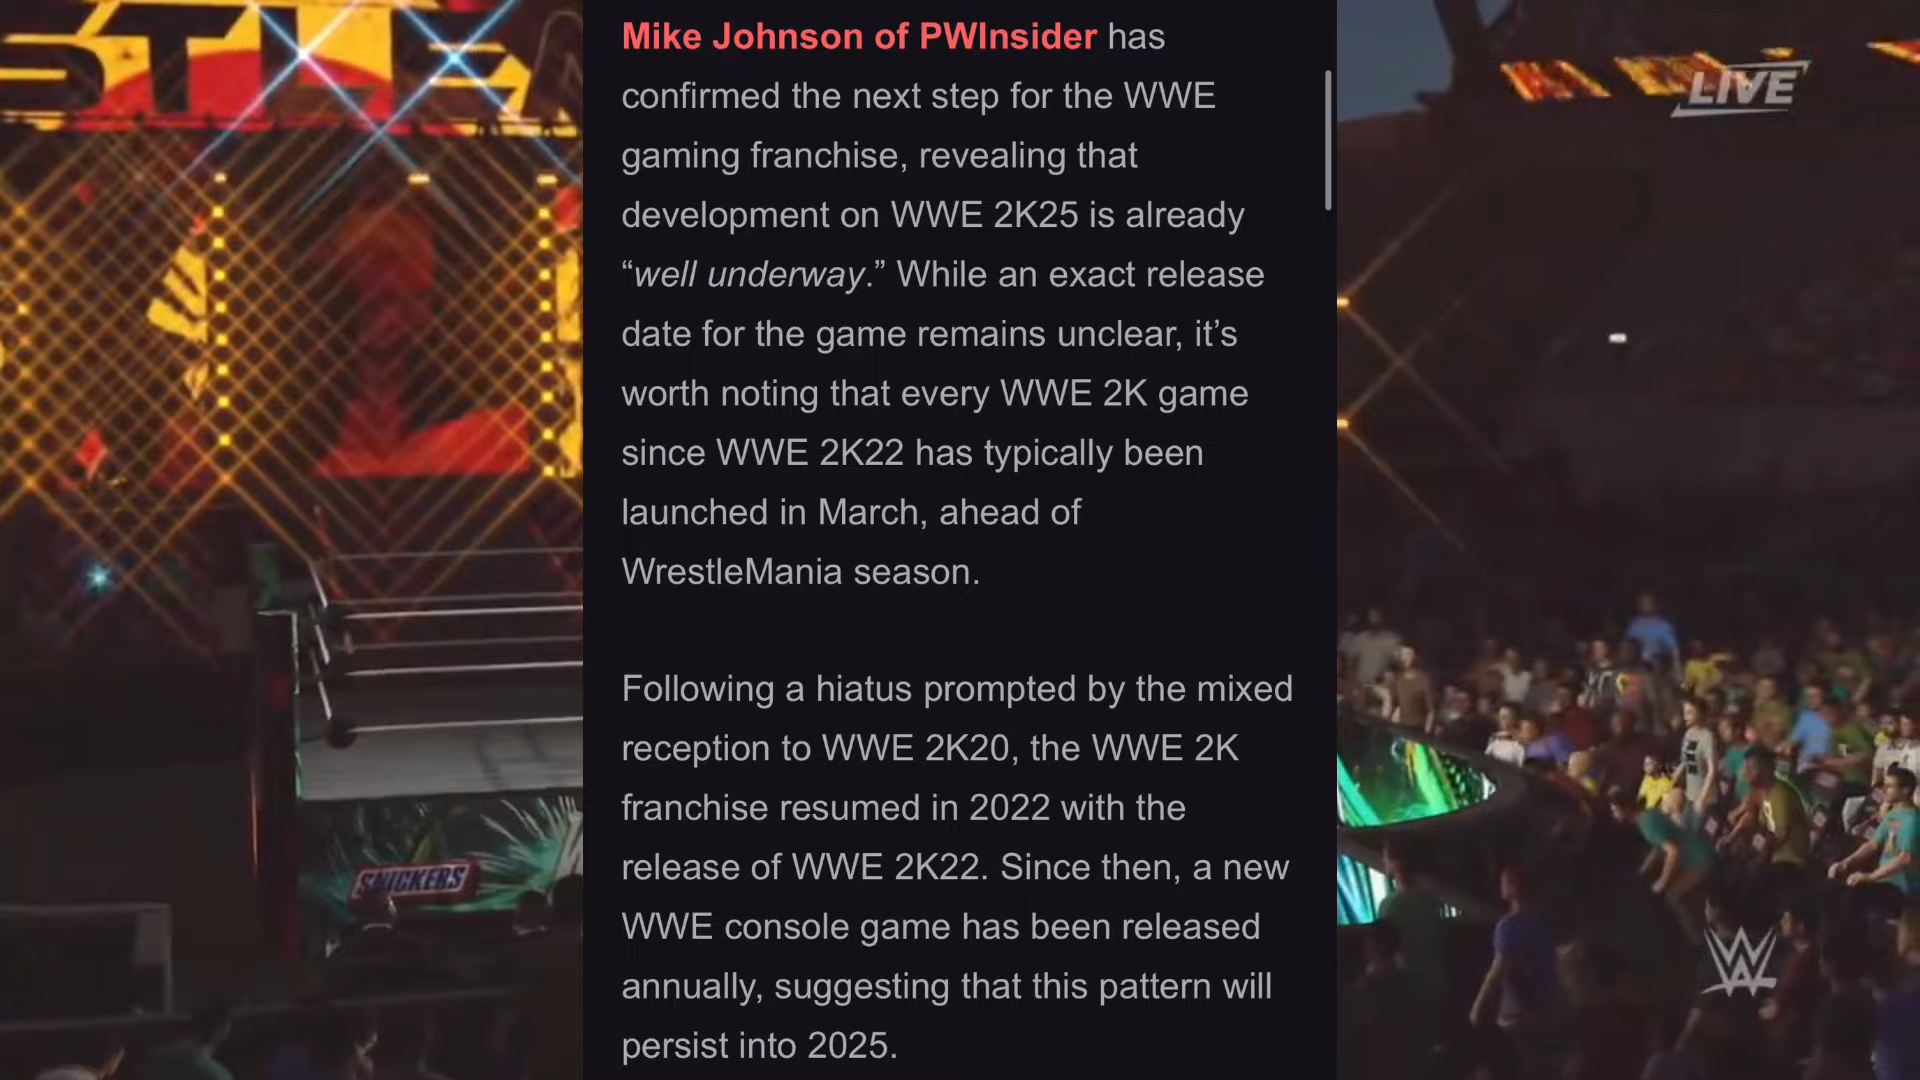 STLE
LIVE
Mike Johnson of PWInsider has
confirmed the next step for the WWE
gaming franchise, revealing that
development on WWE 2K25 is already
“well underway.” While an exact release
date for the game remains unclear, it’s
worth noting that every WWE 2K game
since WWE 2K22 has typically been
launched in March, ahead of
WrestleMania season.
Following a hiatus prompted by the mixed
reception to WWE 2K20, the WWE 2K
franchise resumed in 2022 with the
release of WWE 2K22. Since then, a new
WWE console game has been released
annually, suggesting that this pattern will
persist into 2025.
SNICKERS
W